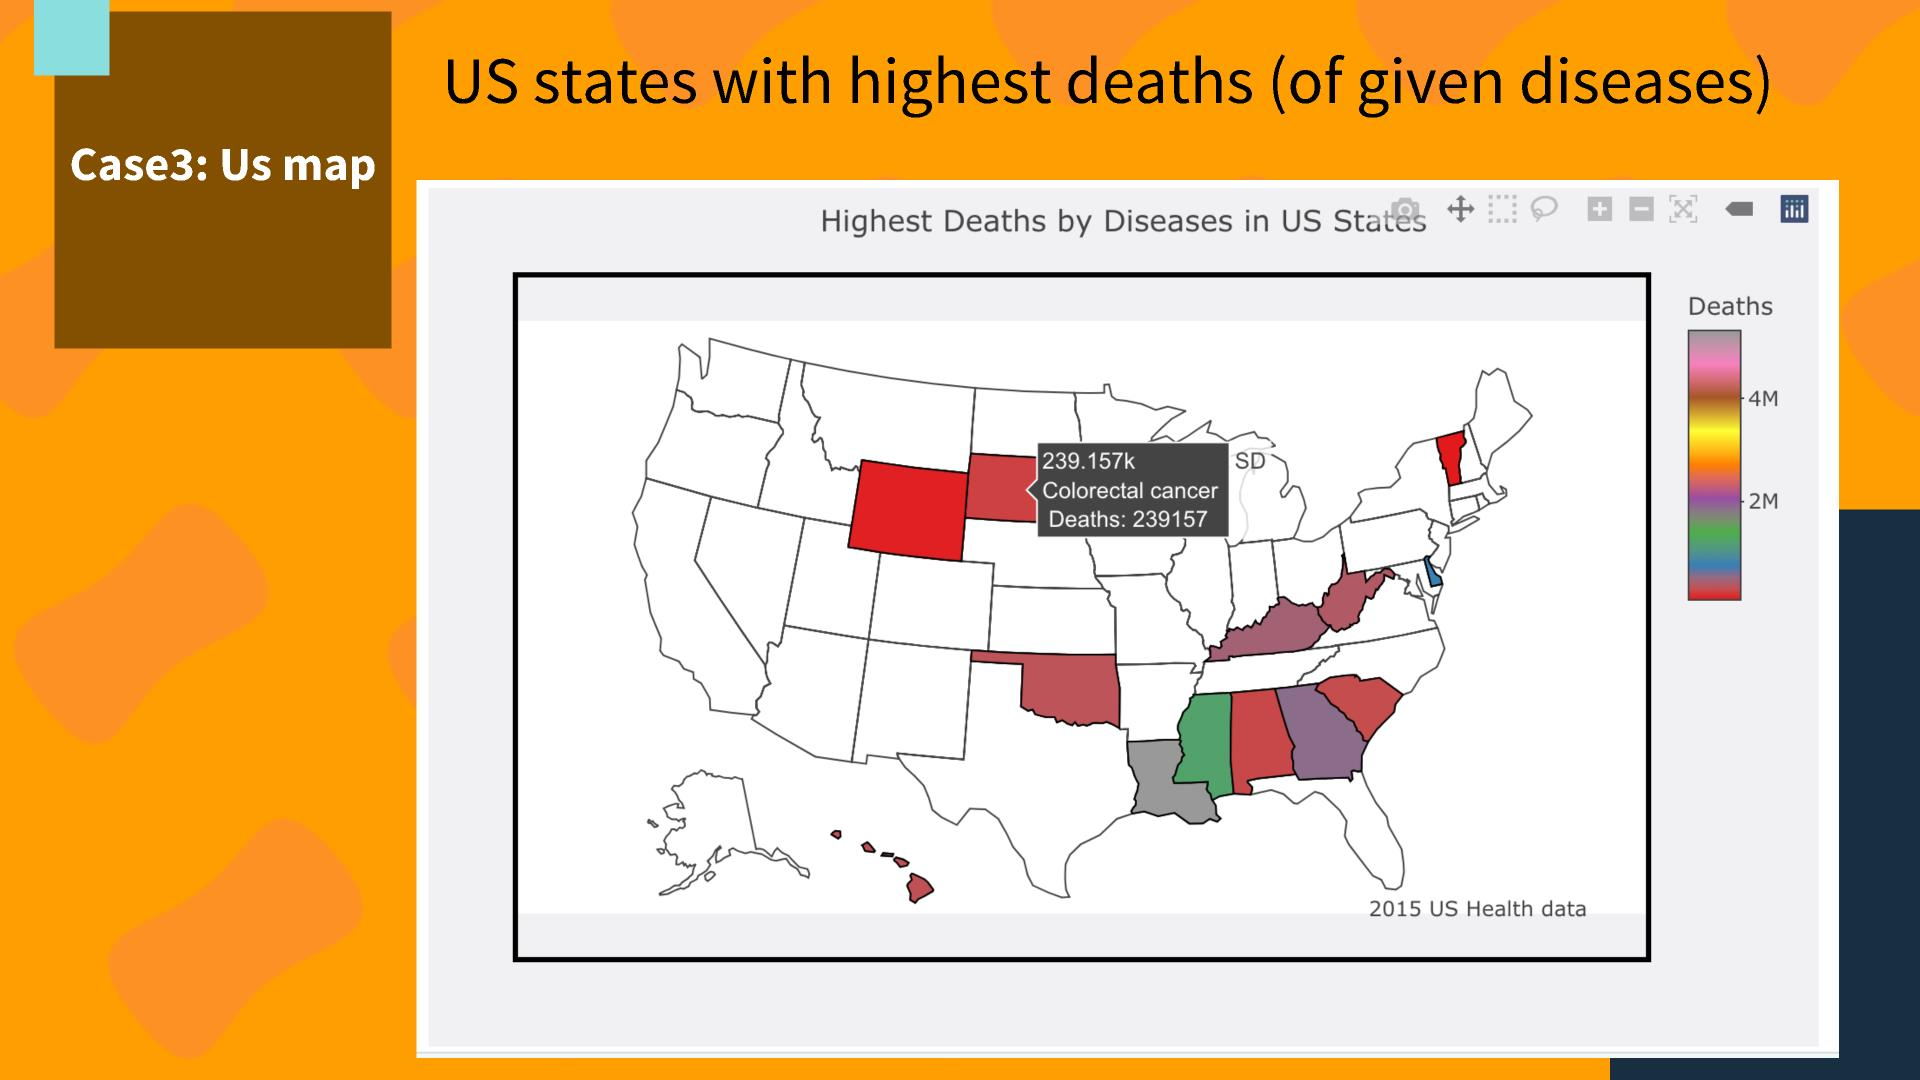 US states with highest deaths (of given diseases)
Case3: Us map
Highest Deaths by Diseases in US States
Deaths
4M
2M
239.157k
SD
Colorectal cancer
Deaths: 239157
2015 US Health data